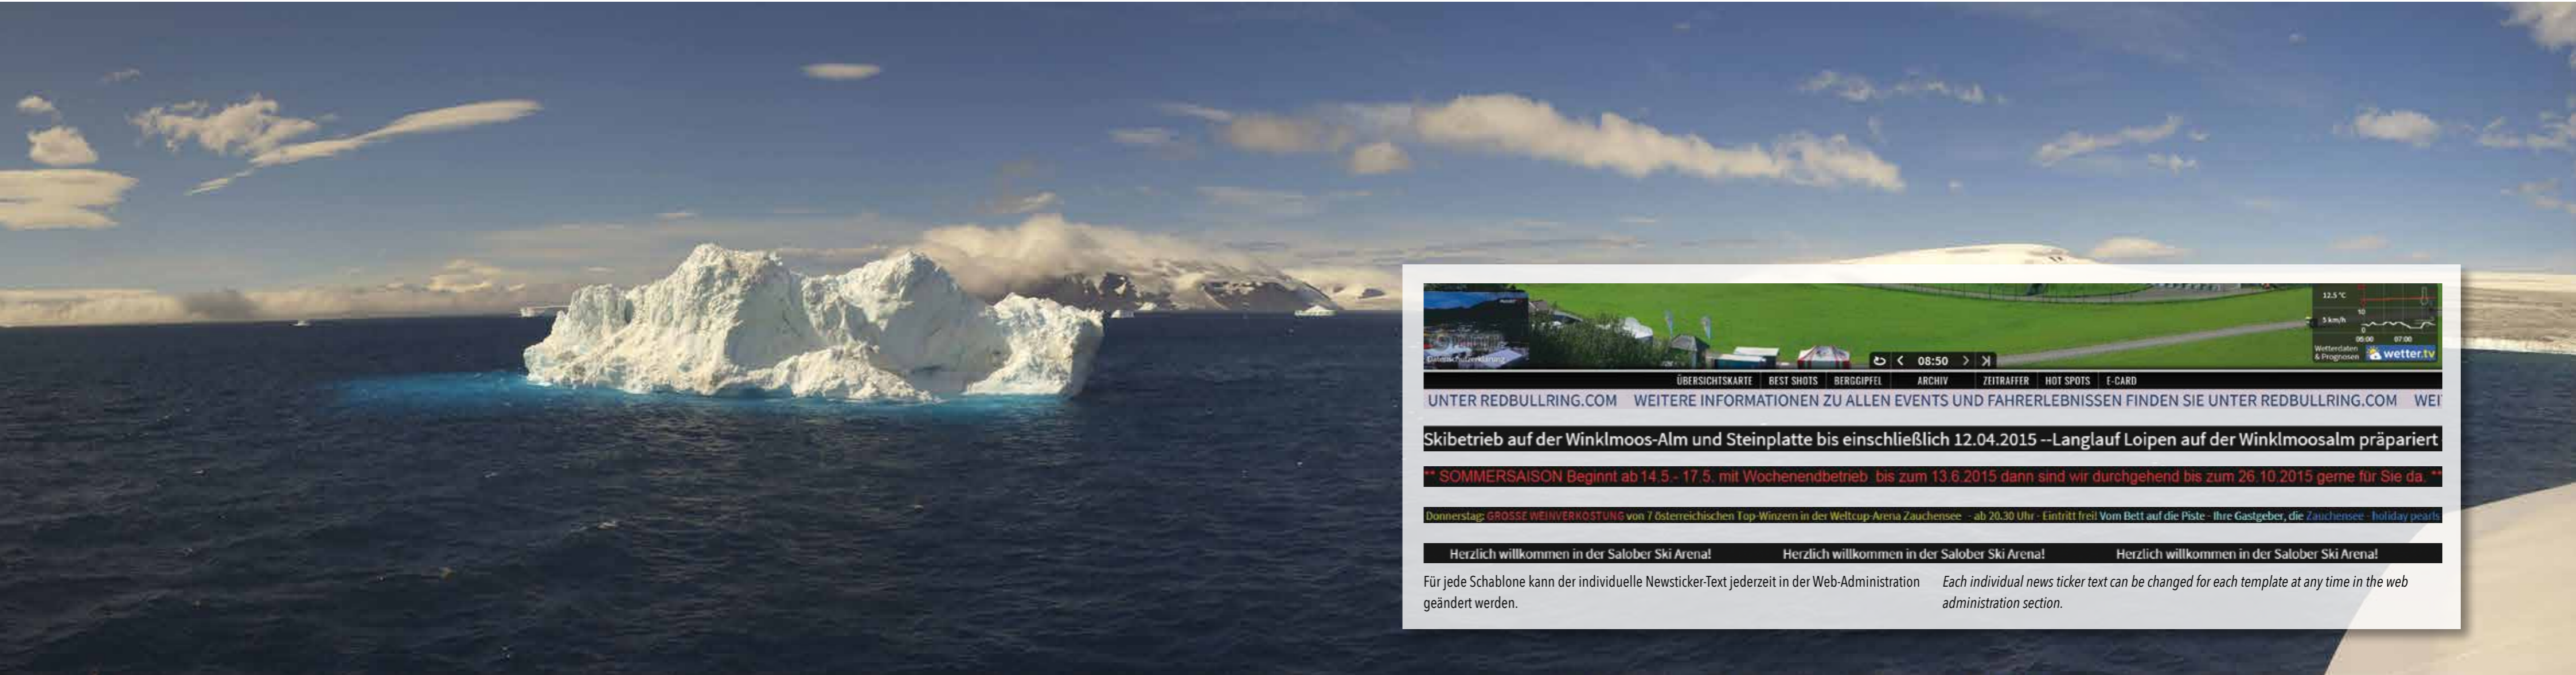 12.5 °C
10
5 km/h
0
05:00 07:00
Wetterdaten
& Prognosen wetter.tv
Datenschutzerklärung
08:50
ÜBERSICHTSKARTE BEST SHOTS BERGGIPFEL ARCHIV ZEITRAFFER HOT SPOTS E-CARD
UNTER REDBULLRING.COM WEITERE INFORMATIONEN ZU ALLEN EVENTS UND FAHRERLEBNISSEN FINDEN SIE UNTER REDBULLRING.COM WEI
Skibetrieb auf der Winklmoos-Alm und Steinplatte bis einschließlich 12.04.2015 --Langlauf Loipen auf der Winklmoosalm präpariert
** SOMMERSAISON Beginnt ab 14.5.- 17.5. mit Wochenendbetrieb bis zum 13.6.2015 dann sind wir durchgehend bis zum 26.10.2015 gerne für Sie da. **
Donnerstag: GROSSE WEINVERKOSTUNG von 7 österreichischen Top-Winzern in der Weltcup-Arena Zauchensee - ab 20.30 Uhr - Eintritt frei! Vom Bett auf die Piste - Ihre Gastgeber, die Zauchensee - holiday pearls
Herzlich willkommen in der Salober Ski Arena! Herzlich willkommen in der Salober Ski Arena! Herzlich willkommen in der Salober Ski Arena!
Für jede Schablone kann der individuelle Newsticker-Text jederzeit in der Web-Administration
geändert werden.
Each individual news ticker text can be changed for each template at any time in the web
administration section.